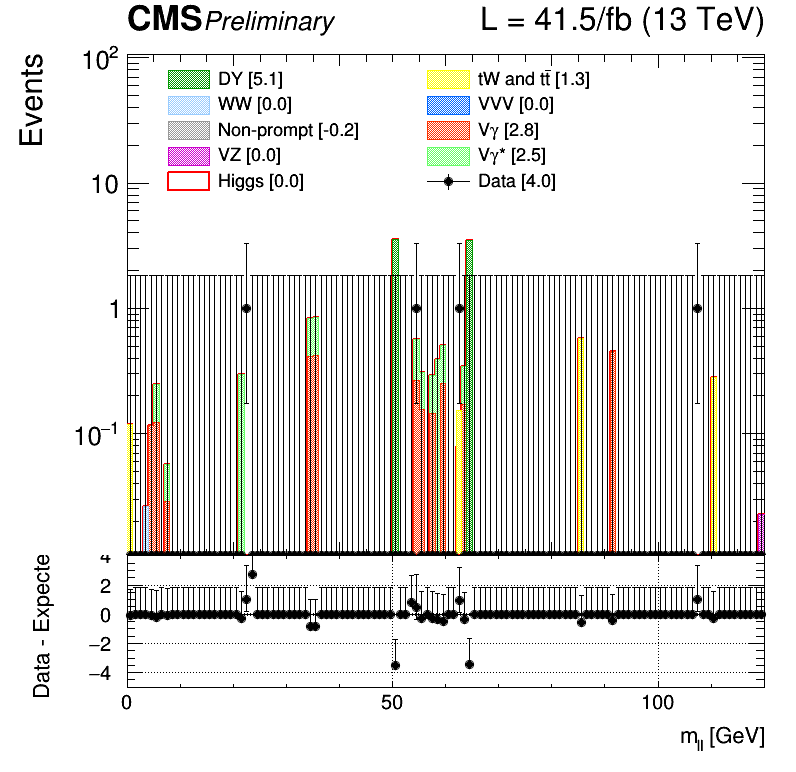 CMS Preliminary L = 41.5/fb (13 TeV)
Events
10²
10
1
10⁻¹
DY [5.1]
WW [0.0]
Non-prompt [-0.2]
VZ [0.0]
Higgs [0.0]
tW and tt̄ [1.3]
VVV [0.0]
Vγ [2.8]
Vγ* [2.5]
Data [4.0]
Data - Expecte
4
2
0
−2
−4
0 50 100
m_ll [GeV]